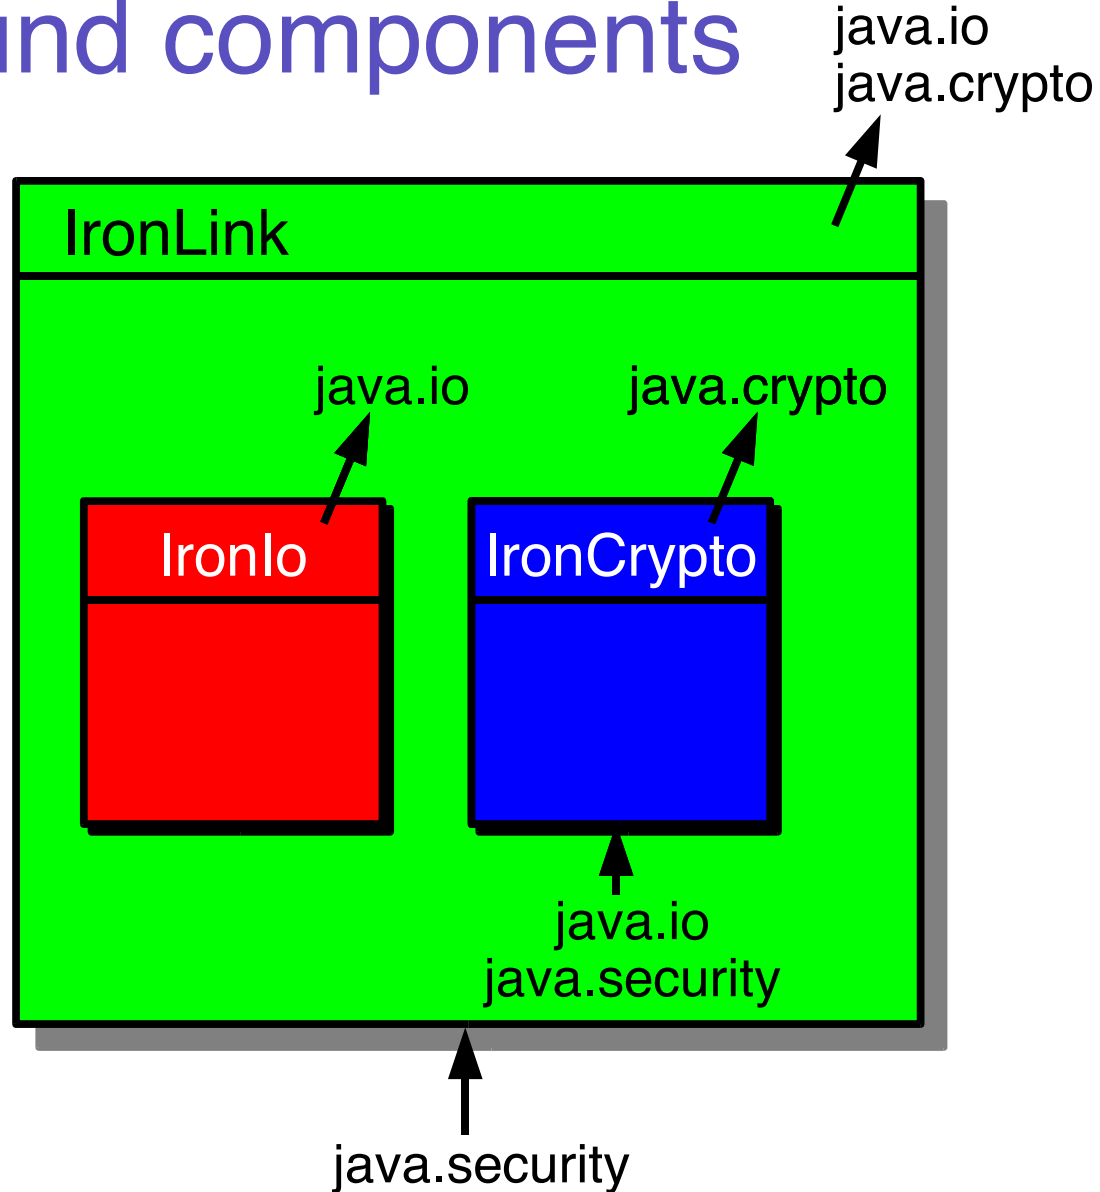 und components
java.io
java.crypto
IronLink
java.io
java.crypto
IronIo
IronCrypto
java.io
java.security
java.security